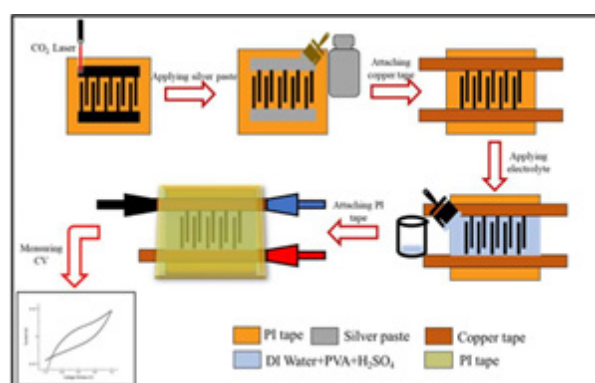 CO₂ Laser
Applying silver paste
Attaching
copper tape
Applying
electrolyte
Attaching PI
tape
Measuring
CV
PI tape
Silver paste
Copper tape
DI Water+PVA+H₂SO₄
PI tape